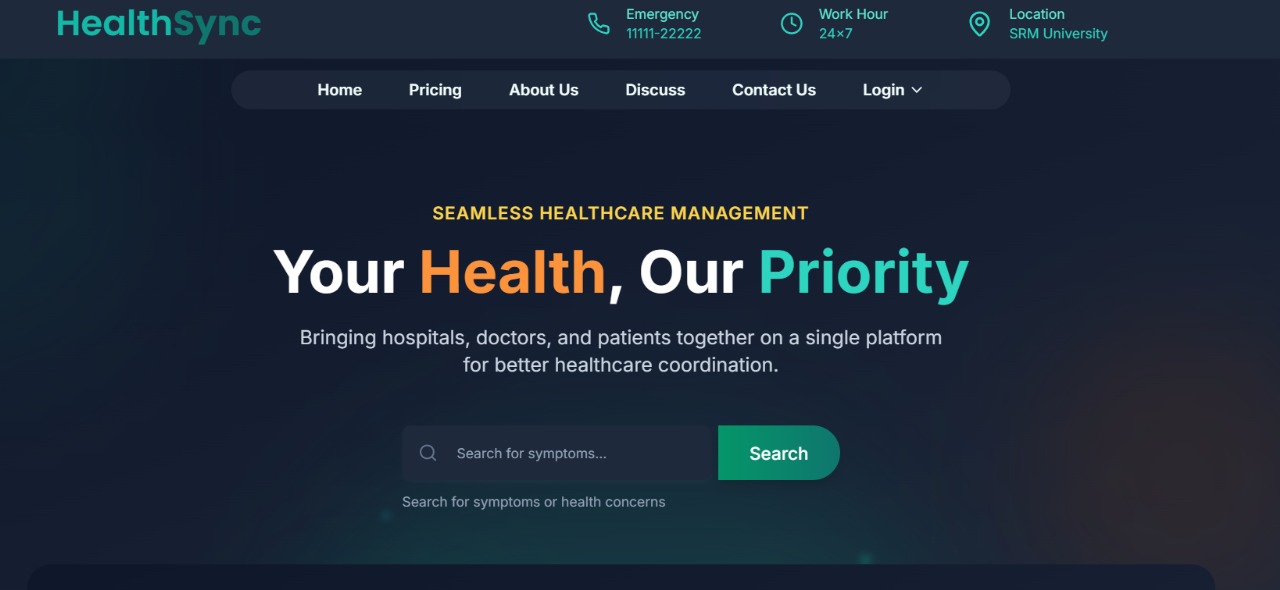 HealthSync
Emergency
11111-22222
Work Hour
24×7
Location
SRM University
Home Pricing About Us Discuss Contact Us Login
SEAMLESS HEALTHCARE MANAGEMENT
Your Health, Our Priority
Bringing hospitals, doctors, and patients together on a single platform
for better healthcare coordination.
Search for symptoms...
Search
Search for symptoms or health concerns